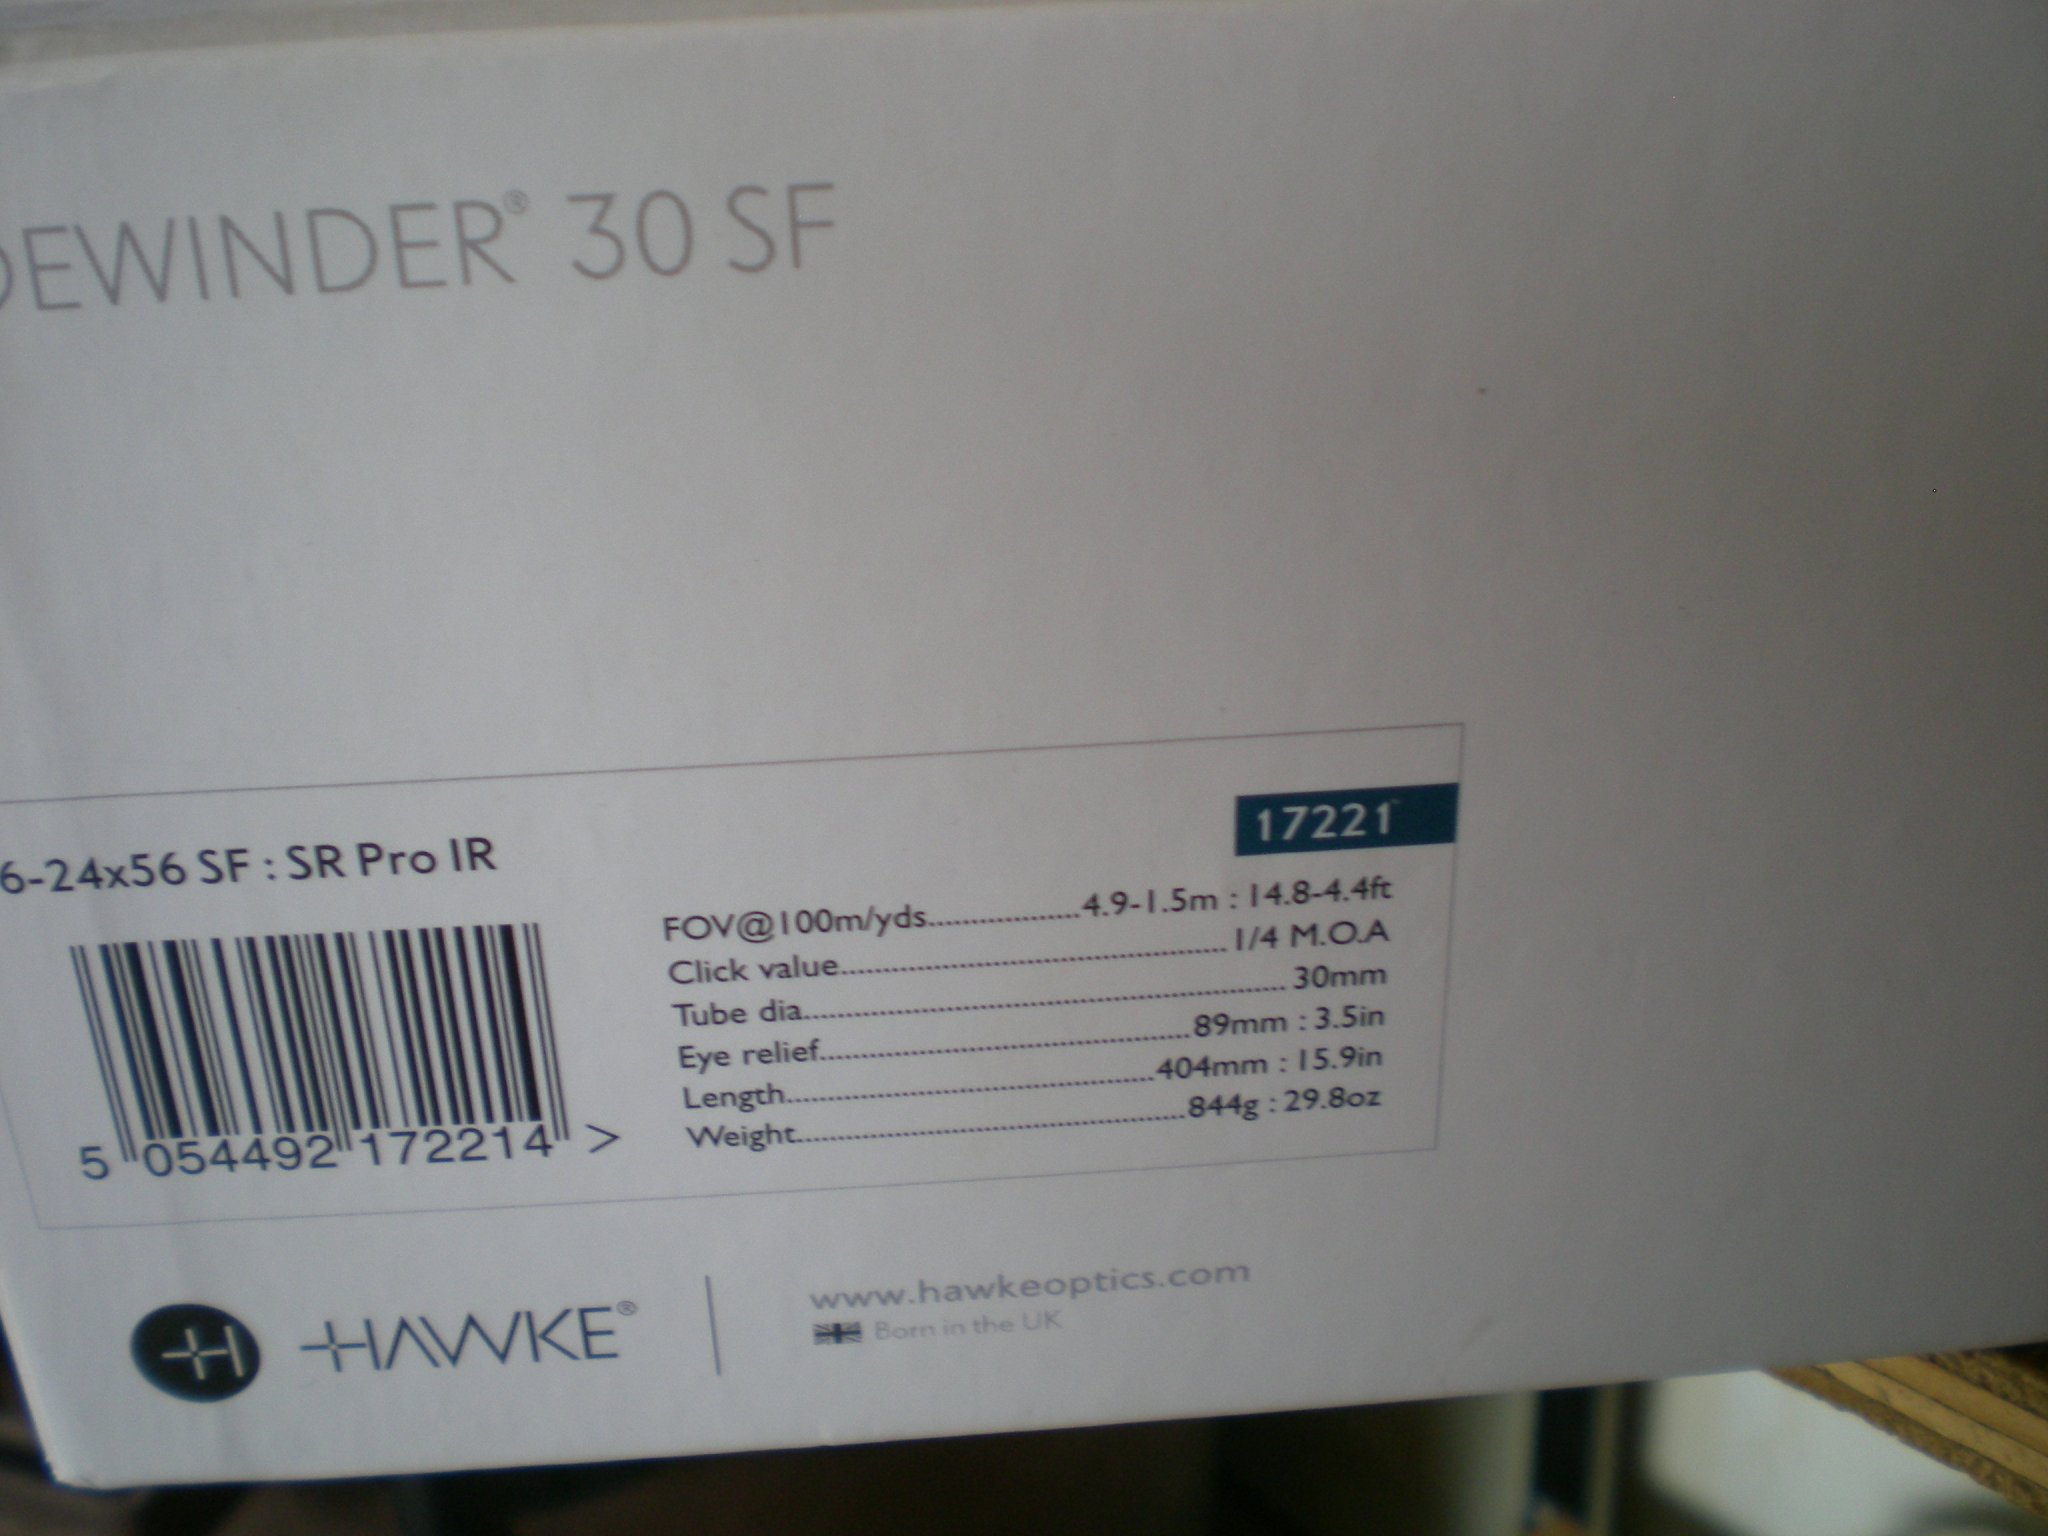 DEWINDER® 30 SF
17221
6-24x56 SF : SR Pro IR
FOV@100m/yds..................4.9-1.5m : 14.8-4.4ft
Click value..........................................1/4 M.O.A
Tube dia....................................................30mm
Eye relief........................................89mm : 3.5in
Length........................................404mm : 15.9in
Weight..........................................844g : 29.8oz
5 054492 172214 >
H HAWKE®
www.hawkeoptics.com
Born in the UK